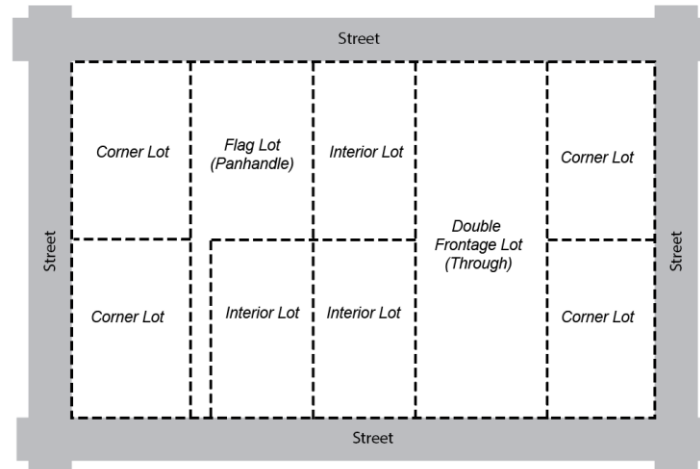 Street
Corner Lot
Flag Lot
(Panhandle)
Interior Lot
Corner Lot
Double
Frontage Lot
(Through)
Street
Street
Corner Lot
Interior Lot
Interior Lot
Corner Lot
Street